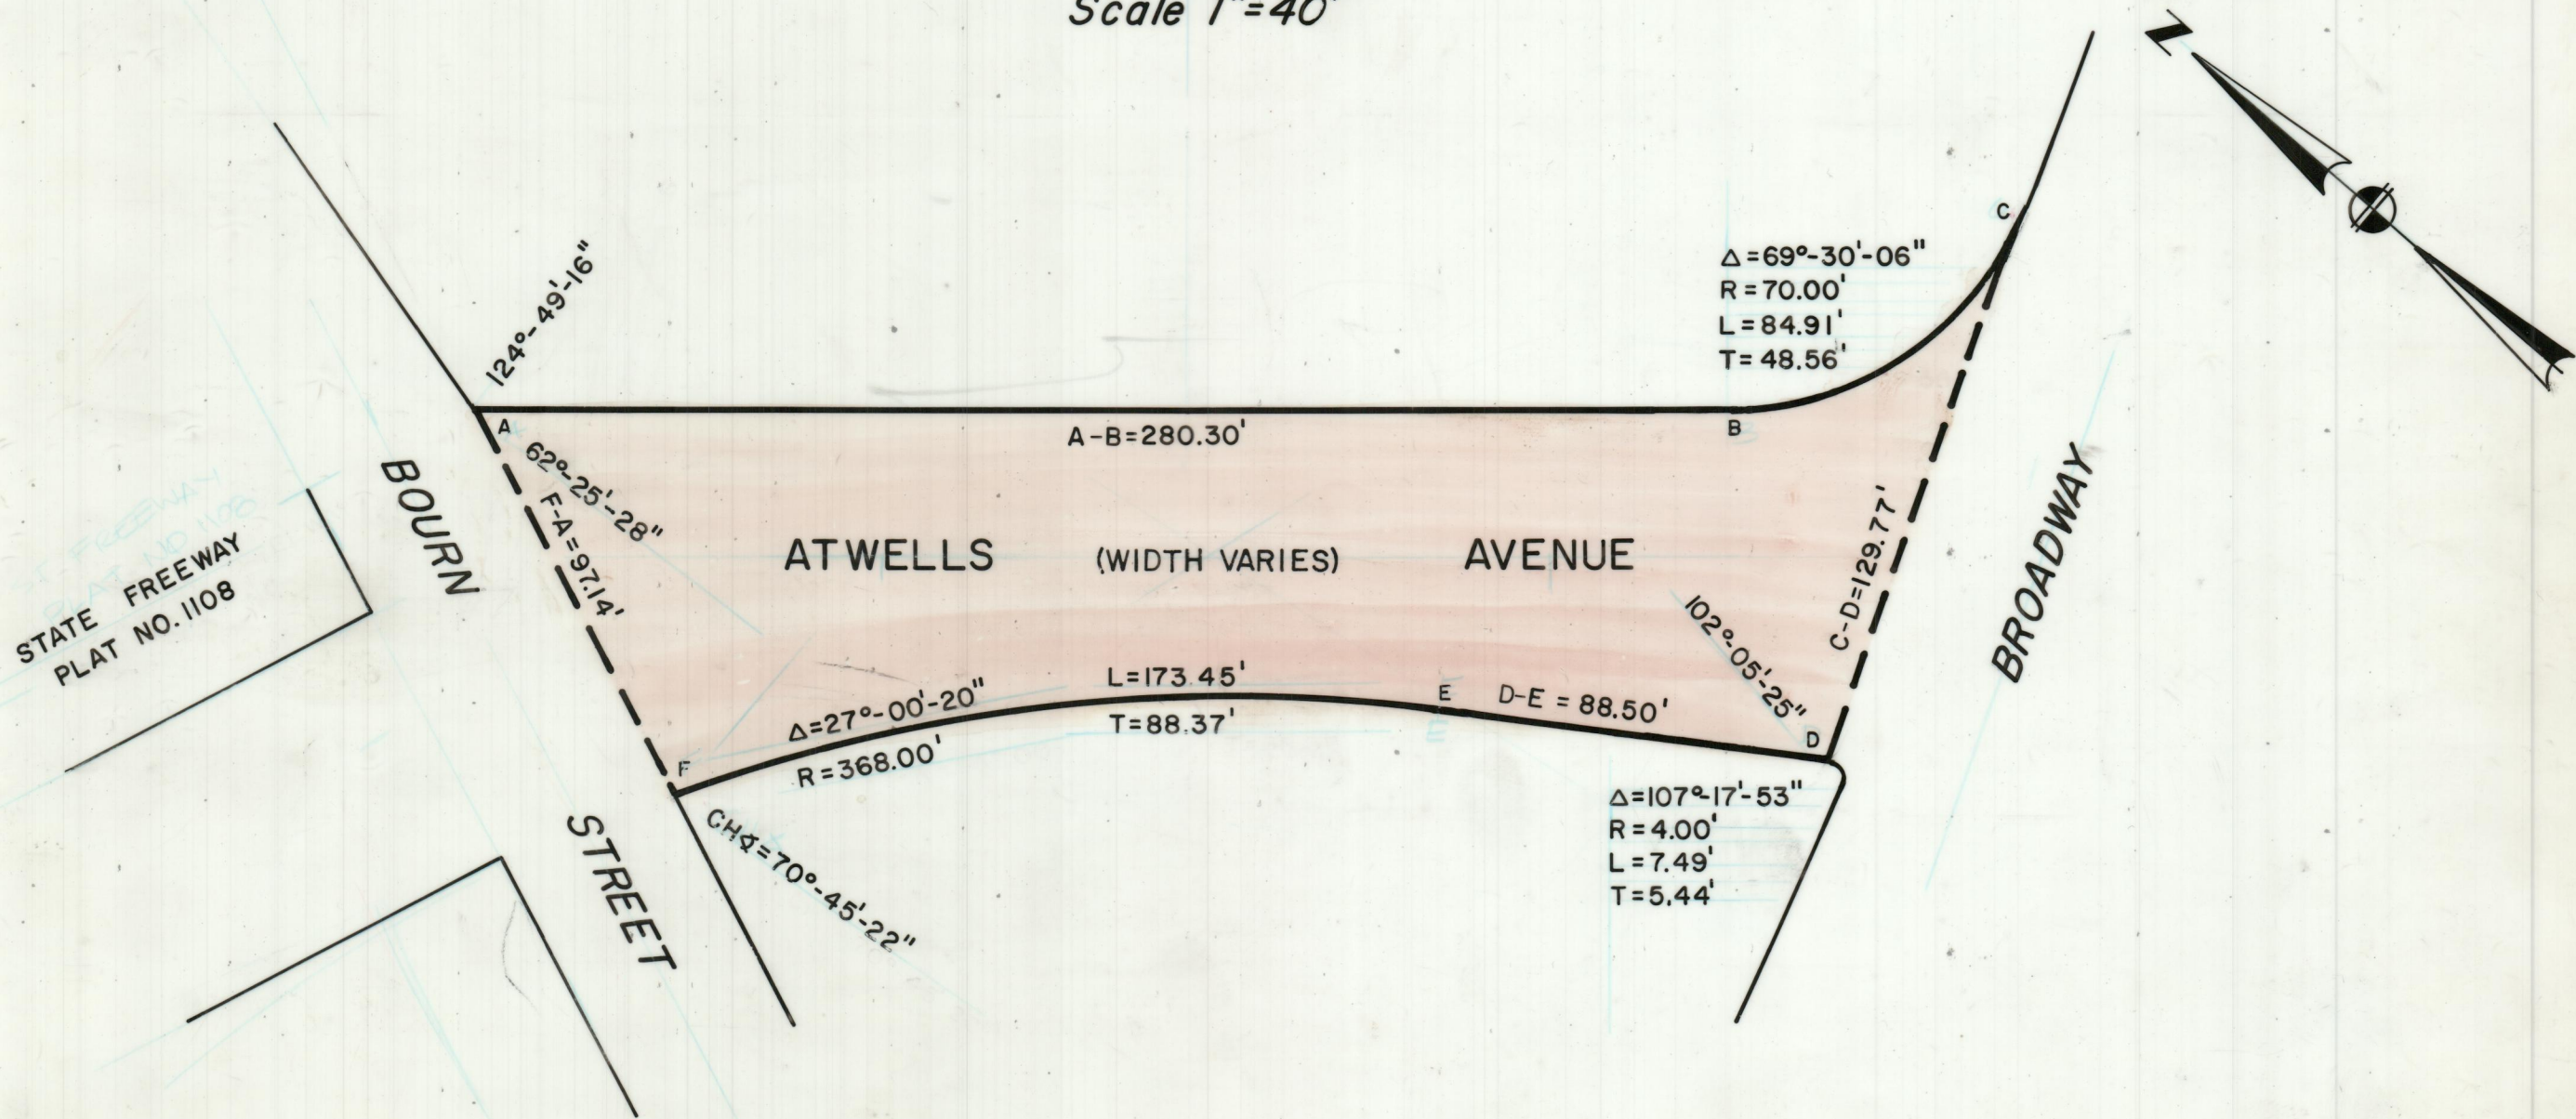 Scale 1"=40'
N
124°-49'-16"
C
Δ=69°-30'-06"
R=70.00'
L=84.91'
T=48.56'
A
A-B=280.30'
B
62°-25'-28"
F-A=97.14'
BOURN
STREET
STATE FREEWAY
PLAT NO. 1108
ATWELLS (WIDTH VARIES) AVENUE
C-D=129.77'
BROADWAY
102°-05'-25"
L=173.45'
E
D-E = 88.50'
D
Δ=27°-00'-20"
T=88.37'
R=368.00'
F
CH∢=70°-45'-22"
Δ=107°-17'-53"
R=4.00'
L=7.49'
T=5.44'